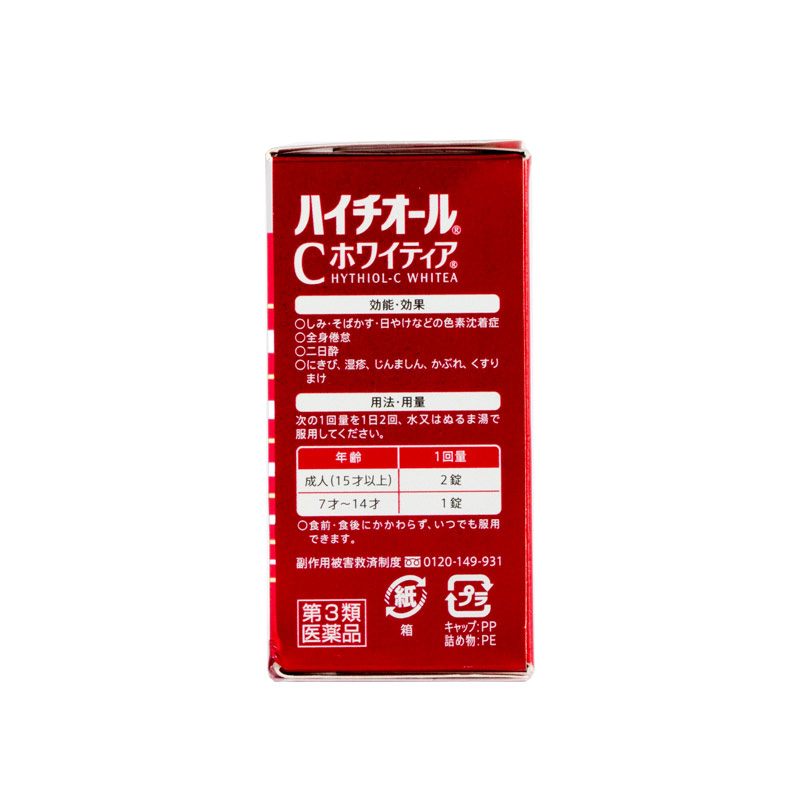 ハイチオール®
Cホワイティア®
HYTHIOL-C WHITEA
効能・効果
○しみ・そばかす・日やけなどの色素沈着症
○全身倦怠
○二日酔
○にきび、湿疹、じんましん、かぶれ、くすり
まけ
用法・用量
次の1回量を1日2回、水又はぬるま湯で
服用してください。
年齢 1回量
成人(15才以上) 2錠
7才～14才 1錠
○食前・食後にかかわらず、いつでも服用
できます。
副作用被害救済制度 0120-149-931
第3類
医薬品
紙
箱
プラ
キャップ:PP
詰め物:PE